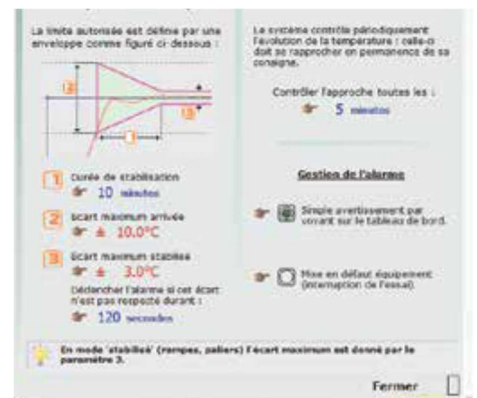 La limite autorisée est définie par une
enveloppe comme figuré ci dessous :
2
3
1
1 Durée de stabilisation
10 minutes
2 Ecart maximum arrivée
± 10.0°C
3 Ecart maximum stabilisé
± 3.0°C
Déclencher l'alarme si cet écart
n'est pas respecté durant :
120 secondes
Le système contrôle périodiquement
l'évolution de la température : celle-ci
doit se rapprocher en permanence de sa
consigne.
Contrôler l'approche toutes les :
5 minutes
Gestion de l'alarme
Simple avertissement par
voyant sur le tableau de bord.
Mise en défaut équipement
(interruption de l'essai)
En mode 'stabilisé' (rampes, paliers) l'écart maximum est donné par le
paramètre 3.
Fermer